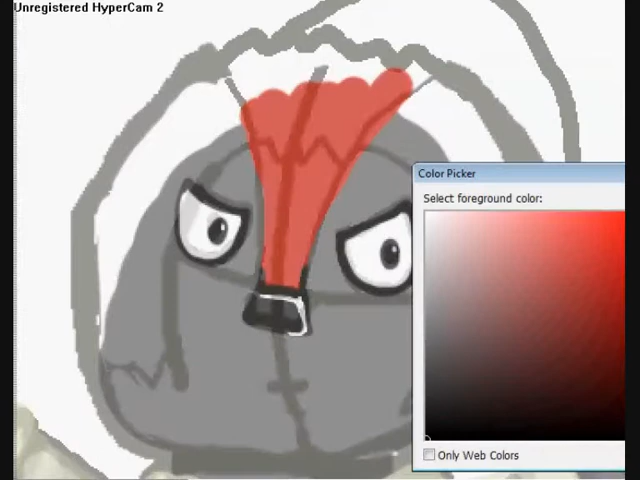 Unregistered HyperCam 2
Color Picker
Select foreground color:
Only Web Colors